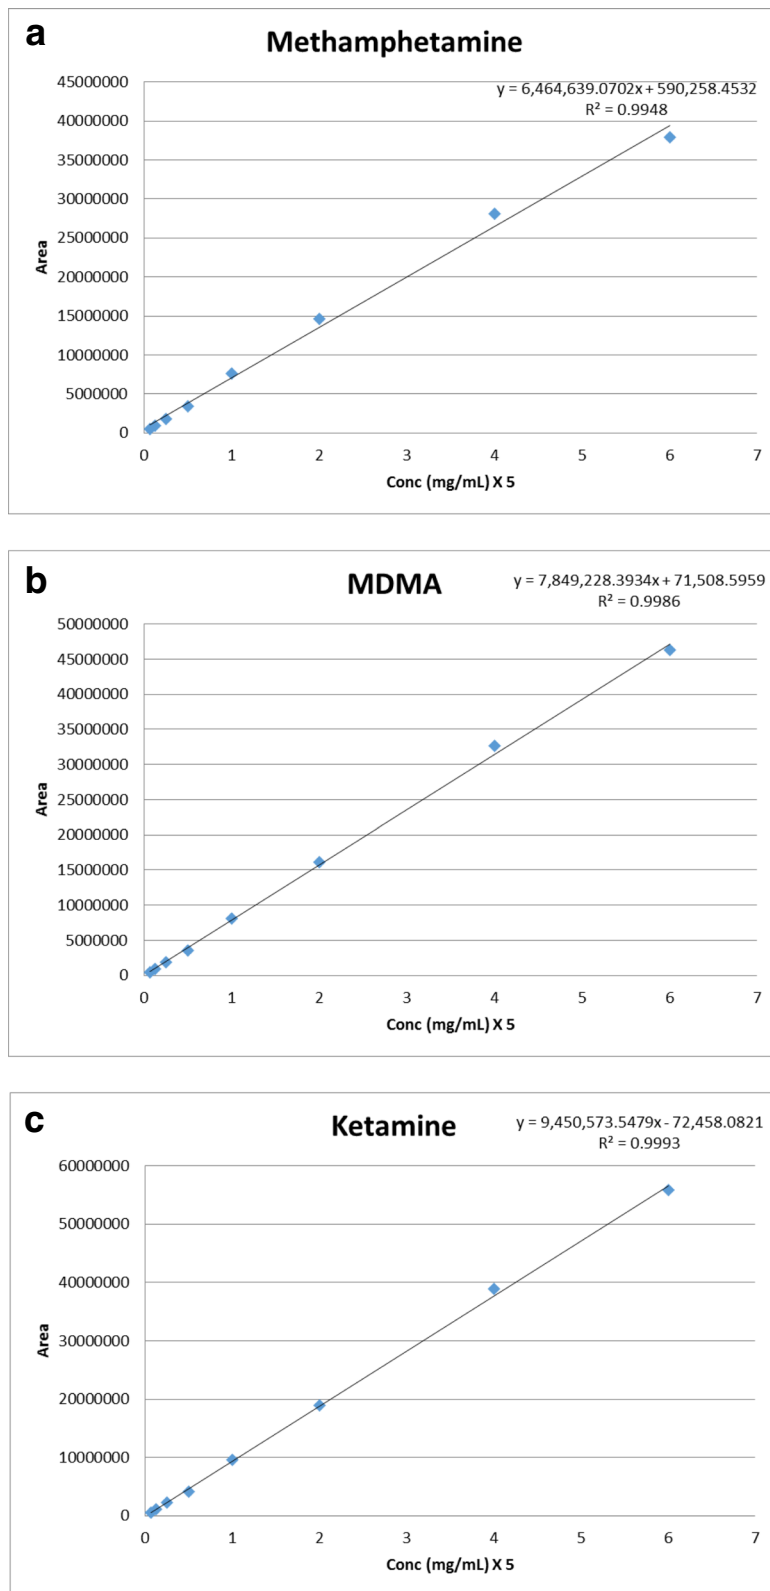 a
Methamphetamine
y = 6,464,639.0702x + 590,258.4532
R² = 0.9948
45000000
40000000
35000000
30000000
25000000
20000000
15000000
10000000
5000000
0
Area
0 1 2 3 4 5 6 7
Conc (mg/mL) X 5
b
MDMA
y = 7,849,228.3934x + 71,508.5959
R² = 0.9986
50000000
45000000
40000000
35000000
30000000
25000000
20000000
15000000
10000000
5000000
0
Area
0 1 2 3 4 5 6 7
Conc (mg/mL) X 5
c
Ketamine
y = 9,450,573.5479x - 72,458.0821
R² = 0.9993
60000000
50000000
40000000
30000000
20000000
10000000
0
Area
0 1 2 3 4 5 6 7
Conc (mg/mL) X 5